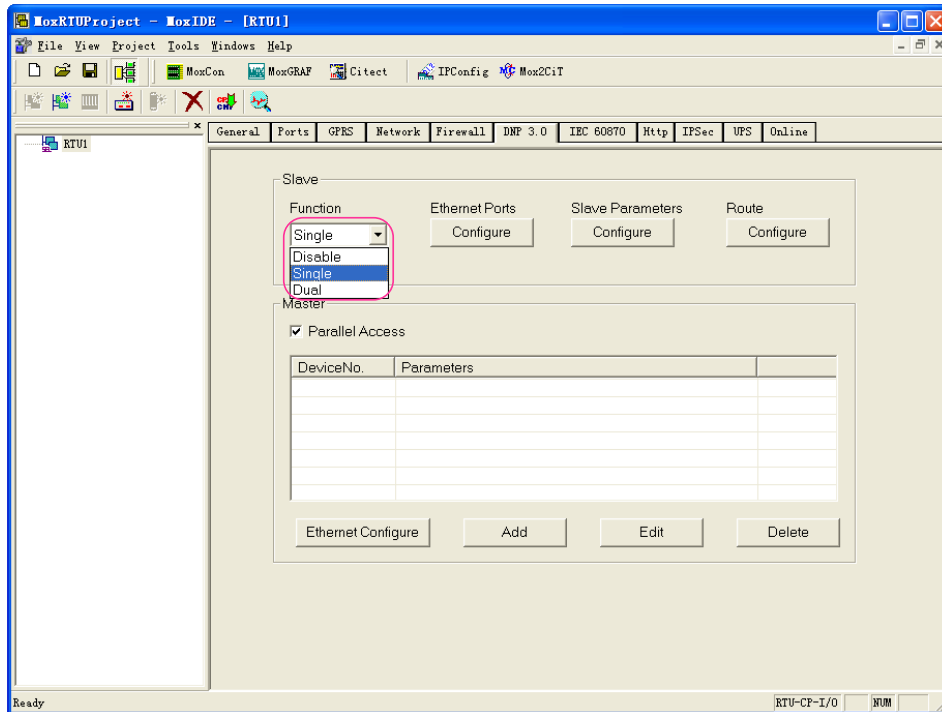 MoxRTUProject - MoxIDE - [RTU1]
File View Project Tools Windows Help
MoxCon MoxGRAF Citect IPConfig Mox2CiT
RTU1
General Ports GPRS Network Firewall DNP 3.0 IEC 60870 Http IPSec UPS Online
Slave
Function Ethernet Ports Slave Parameters Route
Single Configure Configure Configure
Disable
Single
Dual
Master
Parallel Access
DeviceNo. Parameters
Ethernet Configure Add Edit Delete
Ready RTU-CP-I/O NUM